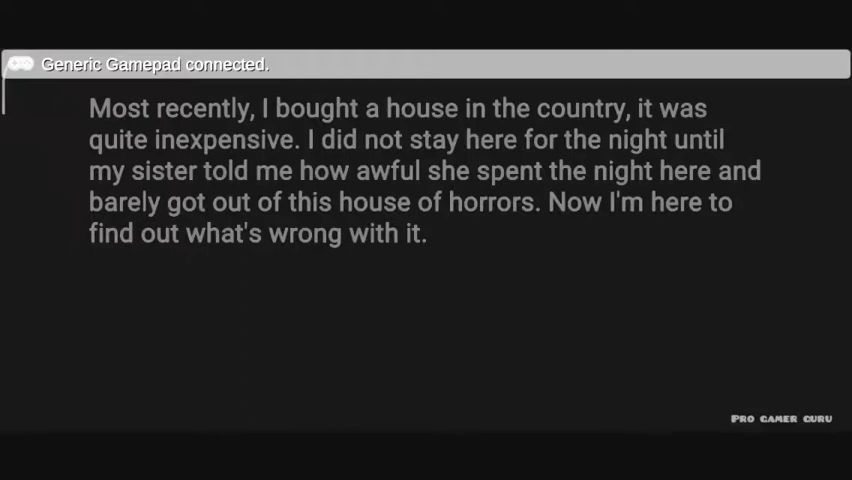 Generic Gamepad connected.
Most recently, I bought a house in the country, it was
quite inexpensive. I did not stay here for the night until
my sister told me how awful she spent the night here and
barely got out of this house of horrors. Now I'm here to
find out what's wrong with it.
PRO GAMER GURU